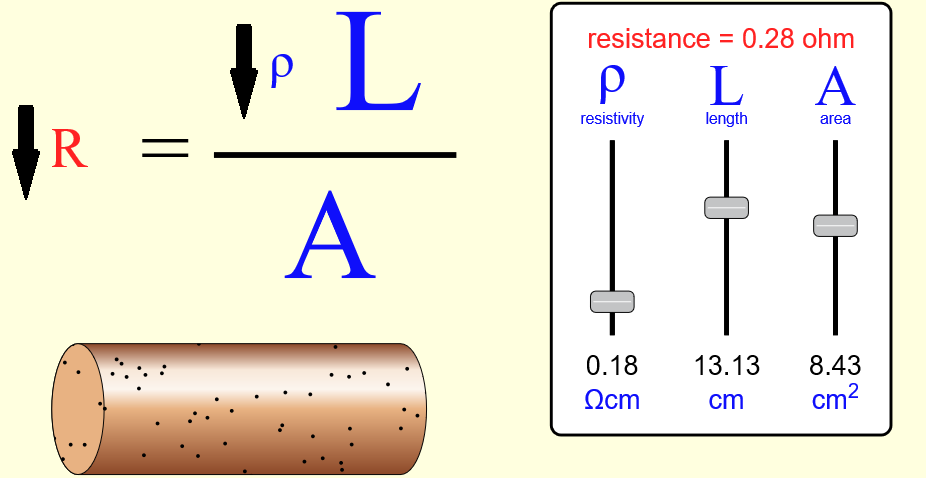 R = ρ L
A
resistance = 0.28 ohm
ρ L A
resistivity length area
0.18 13.13 8.43
Ωcm cm cm²